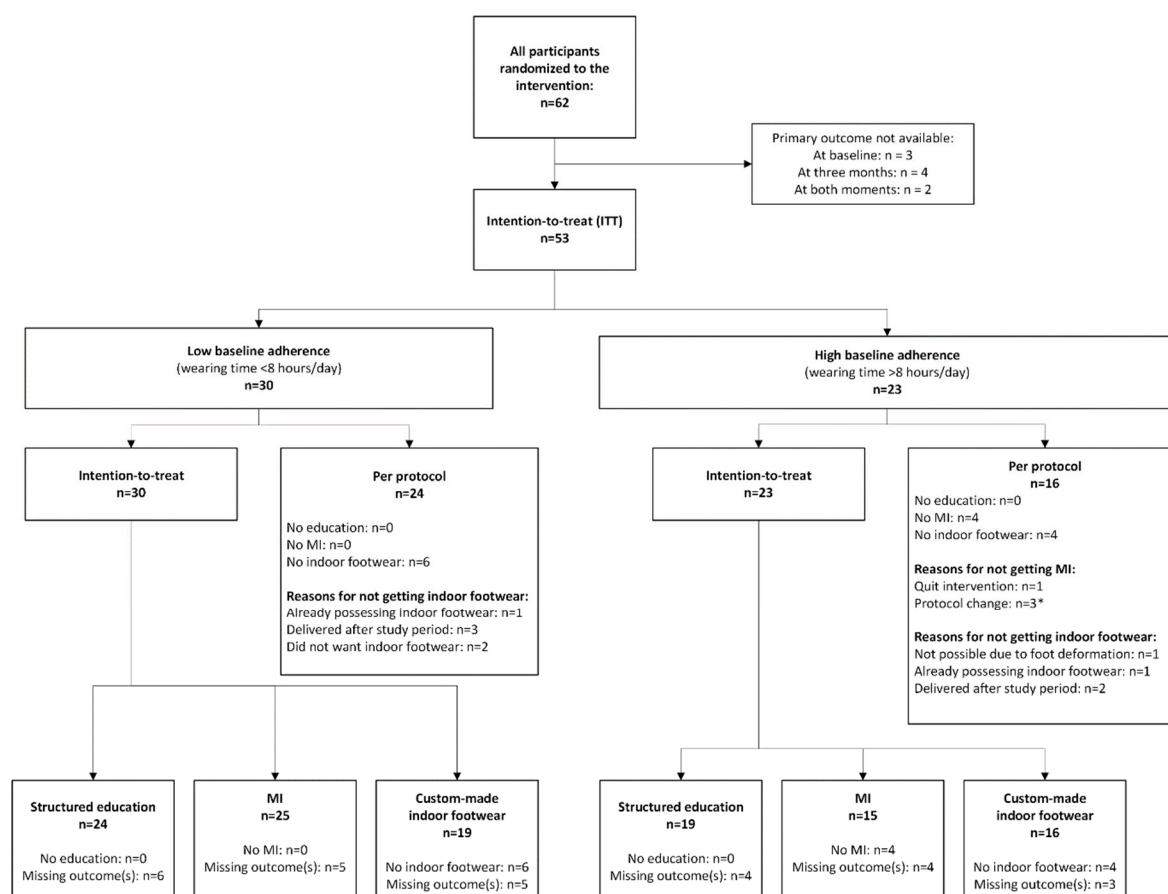 All participants
randomized to the
intervention:
n=62
Primary outcome not available:
At baseline: n = 3
At three months: n = 4
At both moments: n = 2
Intention-to-treat (ITT)
n=53
Low baseline adherence
(wearing time <8 hours/day)
n=30
High baseline adherence
(wearing time >8 hours/day)
n=23
Intention-to-treat
n=30
Per protocol
n=24
No education: n=0
No MI: n=0
No indoor footwear: n=6
Reasons for not getting indoor footwear:
Already possessing indoor footwear: n=1
Delivered after study period: n=3
Did not want indoor footwear: n=2
Intention-to-treat
n=23
Per protocol
n=16
No education: n=0
No MI: n=4
No indoor footwear: n=4
Reasons for not getting MI:
Quit intervention: n=1
Protocol change: n=3*
Reasons for not getting indoor footwear:
Not possible due to foot deformation: n=1
Already possessing indoor footwear: n=1
Delivered after study period: n=2
Structured education
n=24
No education: n=0
Missing outcome(s): n=6
MI
n=25
No MI: n=0
Missing outcome(s): n=5
Custom-made
indoor footwear
n=19
No indoor footwear: n=6
Missing outcome(s): n=5
Structured education
n=19
No education: n=0
Missing outcome(s): n=4
MI
n=15
No MI: n=4
Missing outcome(s): n=4
Custom-made
indoor footwear
n=16
No indoor footwear: n=4
Missing outcome(s): n=3